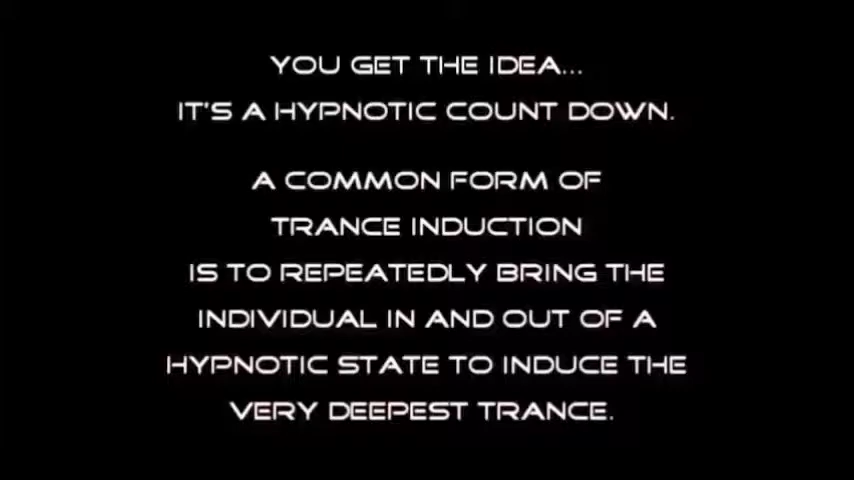 YOU GET THE IDEA...
IT'S A HYPNOTIC COUNT DOWN.
A COMMON FORM OF
TRANCE INDUCTION
IS TO REPEATEDLY BRING THE
INDIVIDUAL IN AND OUT OF A
HYPNOTIC STATE TO INDUCE THE
VERY DEEPEST TRANCE.